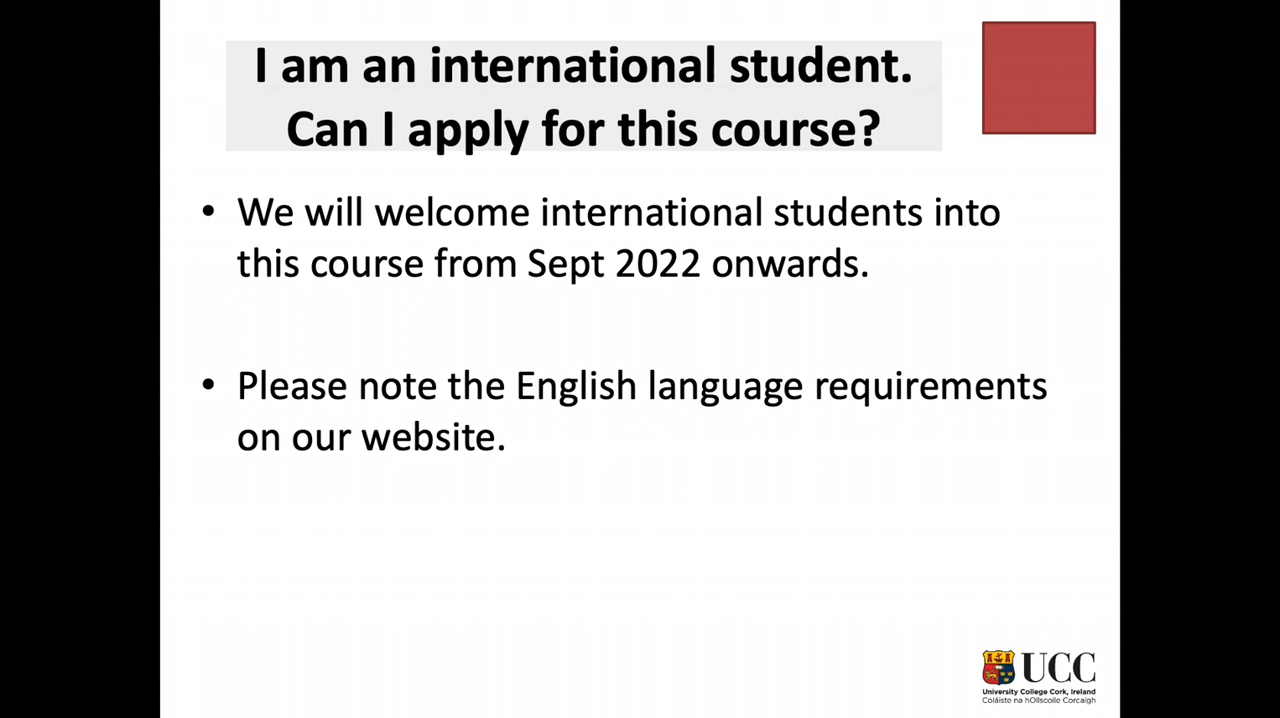 I am an international student.
Can I apply for this course?
• We will welcome international students into
this course from Sept 2022 onwards.
• Please note the English language requirements
on our website.
UCC
University College Cork, Ireland
Coláiste na hOllscoile Corcaigh